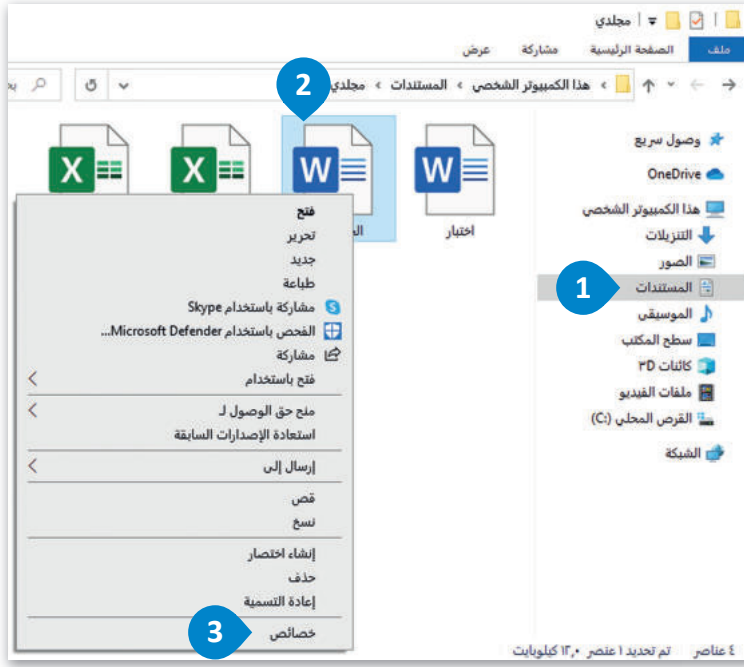 مجلدي
ملف الصفحة الرئيسية مشاركة عرض
هذا الكمبيوتر الشخصي › المستندات › مجلدي
2
وصول سريع
OneDrive
هذا الكمبيوتر الشخصي
التنزيلات
الصور
المستندات
1
الموسيقى
سطح المكتب
كائنات ٣D
ملفات الفيديو
القرص المحلي (C:)
الشبكة
W
W
X
X
اختبار
فتح
تحرير
جديد
طباعة
مشاركة باستخدام Skype
الفحص باستخدام Microsoft Defender...
مشاركة
فتح باستخدام
منح حق الوصول لـ
استعادة الإصدارات السابقة
إرسال إلى
قص
نسخ
إنشاء اختصار
حذف
إعادة التسمية
خصائص
3
٤ عناصر تم تحديد ١ عنصر ١٢,٠ كيلوبايت